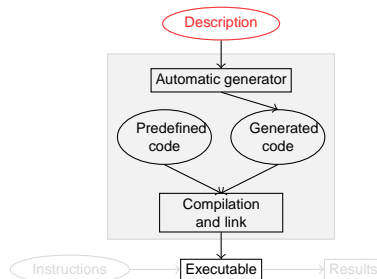 Description
Automatic generator
Predefined
code
Generated
code
Compilation
and link
Instructions
Executable
Results